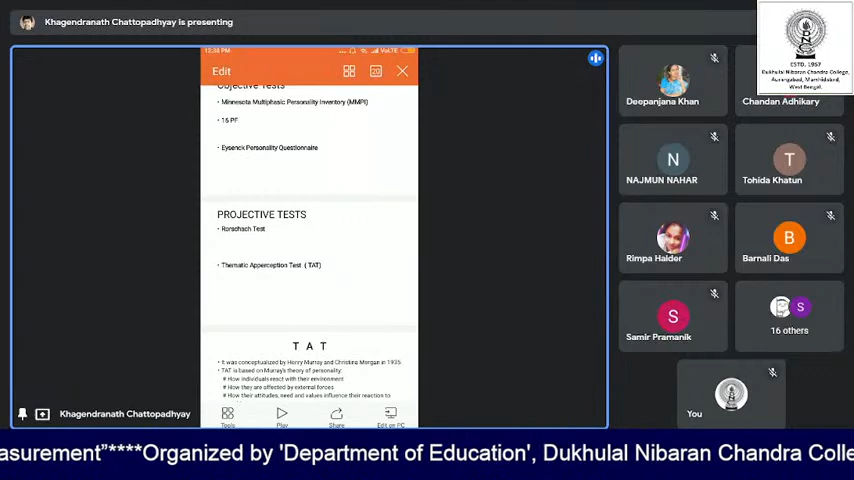 Khagendranath Chattopadhyay is presenting
12:38 PM
VoLTE
Edit
20
Objective Tests
• Minnesota Multiphasic Personality Inventory (MMPI)
• 16 PF
• Eysenck Personality Questionnaire
PROJECTIVE TESTS
• Rorschach Test
• Thematic Apperception Test ( TAT)
T A T
• It was conceptualized by Henry Murray and Christina Morgan in 1935
• TAT is based on Murray's theory of personality:
# How individuals react with their environment
# How they are affected by external forces
# How their attitudes, need and values influence their reaction to
Tools
Play
Share
Edit on PC
Khagendranath Chattopadhyay
Deepanjana Khan
Chandan Adhikary
N
NAJMUN NAHAR
T
Tohida Khatun
Rimpa Halder
B
Barnali Das
S
Samir Pramanik
S
16 others
You
ESTD. 1957
Dukhulal Nibaran Chandra College,
Aurangabad, Murshidabad,
West Bengal.
asurement”****Organized by 'Department of Education', Dukhulal Nibaran Chandra Colle